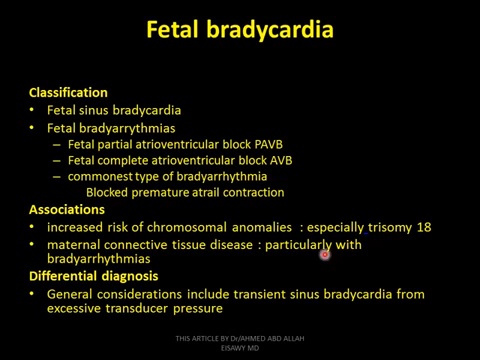 Fetal bradycardia
Classification
• Fetal sinus bradycardia
• Fetal bradyarrythmias
– Fetal partial atrioventricular block PAVB
– Fetal complete atrioventricular block AVB
– commonest type of bradyarrhythmia
Blocked premature atrail contraction
Associations
• increased risk of chromosomal anomalies : especially trisomy 18
• maternal connective tissue disease : particularly with
bradyarrhythmias
Differential diagnosis
• General considerations include transient sinus bradycardia from
excessive transducer pressure
THIS ARTICLE BY Dr/AHMED ABD ALLAH
EISAWY MD